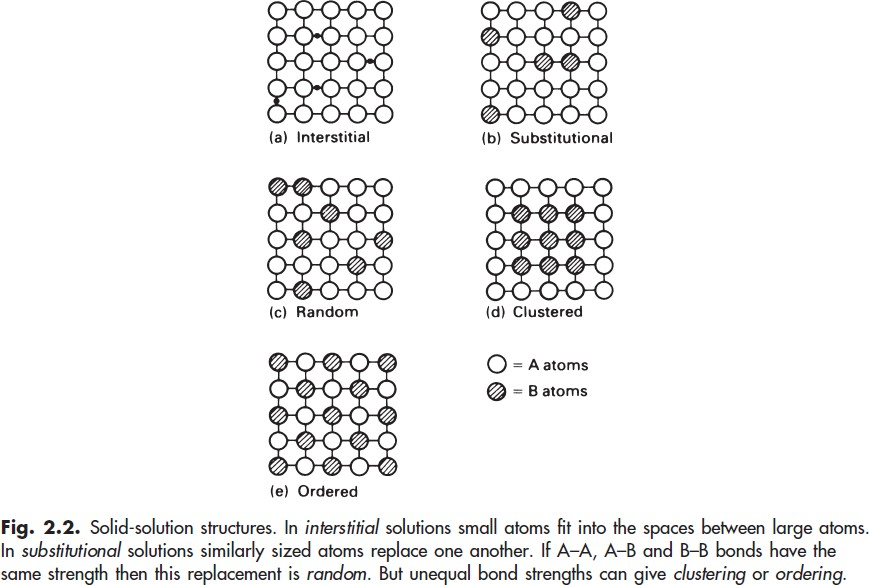 (a) Interstitial
(b) Substitutional
(c) Random
(d) Clustered
= A atoms
= B atoms
(e) Ordered
Fig. 2.2. Solid-solution structures. In interstitial solutions small atoms fit into the spaces between large atoms.
In substitutional solutions similarly sized atoms replace one another. If A–A, A–B and B–B bonds have the
same strength then this replacement is random. But unequal bond strengths can give clustering or ordering.